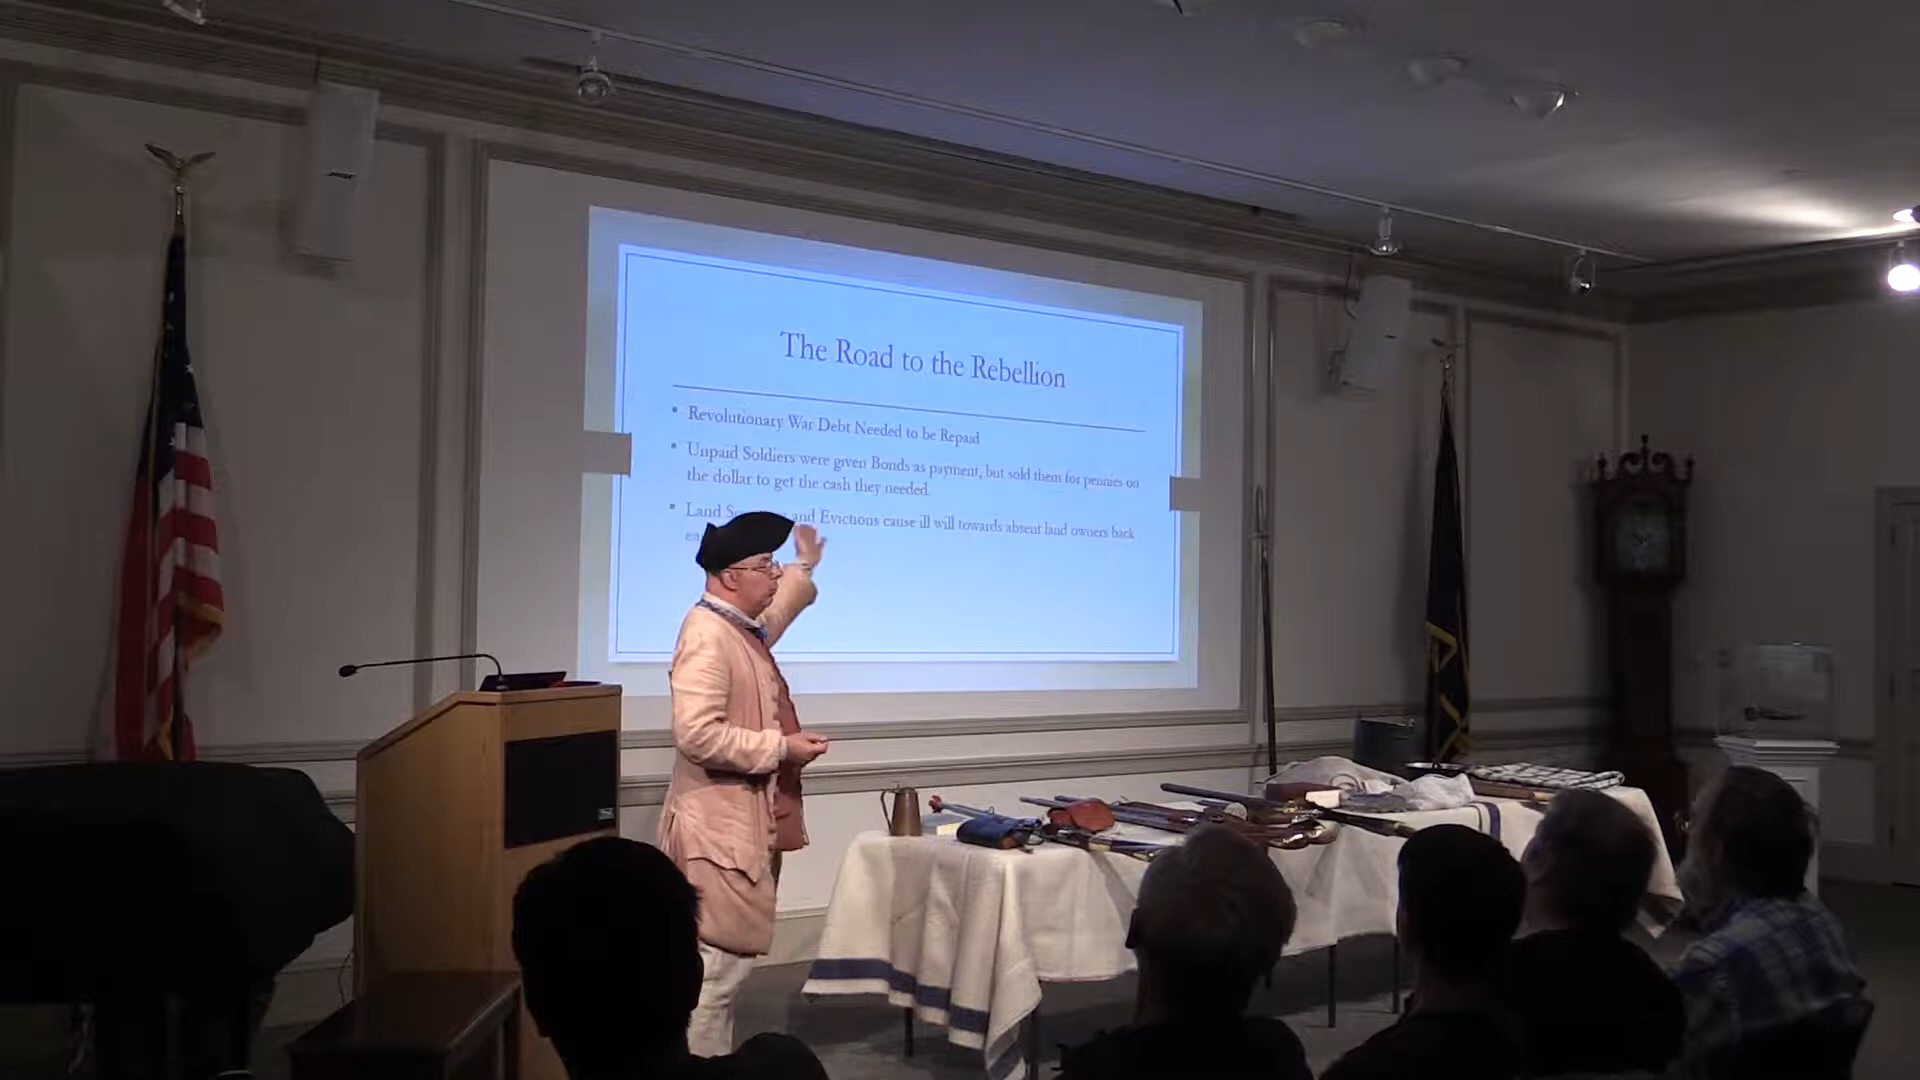 The Road to the Rebellion
• Revolutionary War Debt Needed to be Repaid
• Unpaid Soldiers were given Bonds as payment, but sold them for pennies on
the dollar to get the cash they needed.
• Land and Evictions cause ill will towards absent land owners back
BOSE